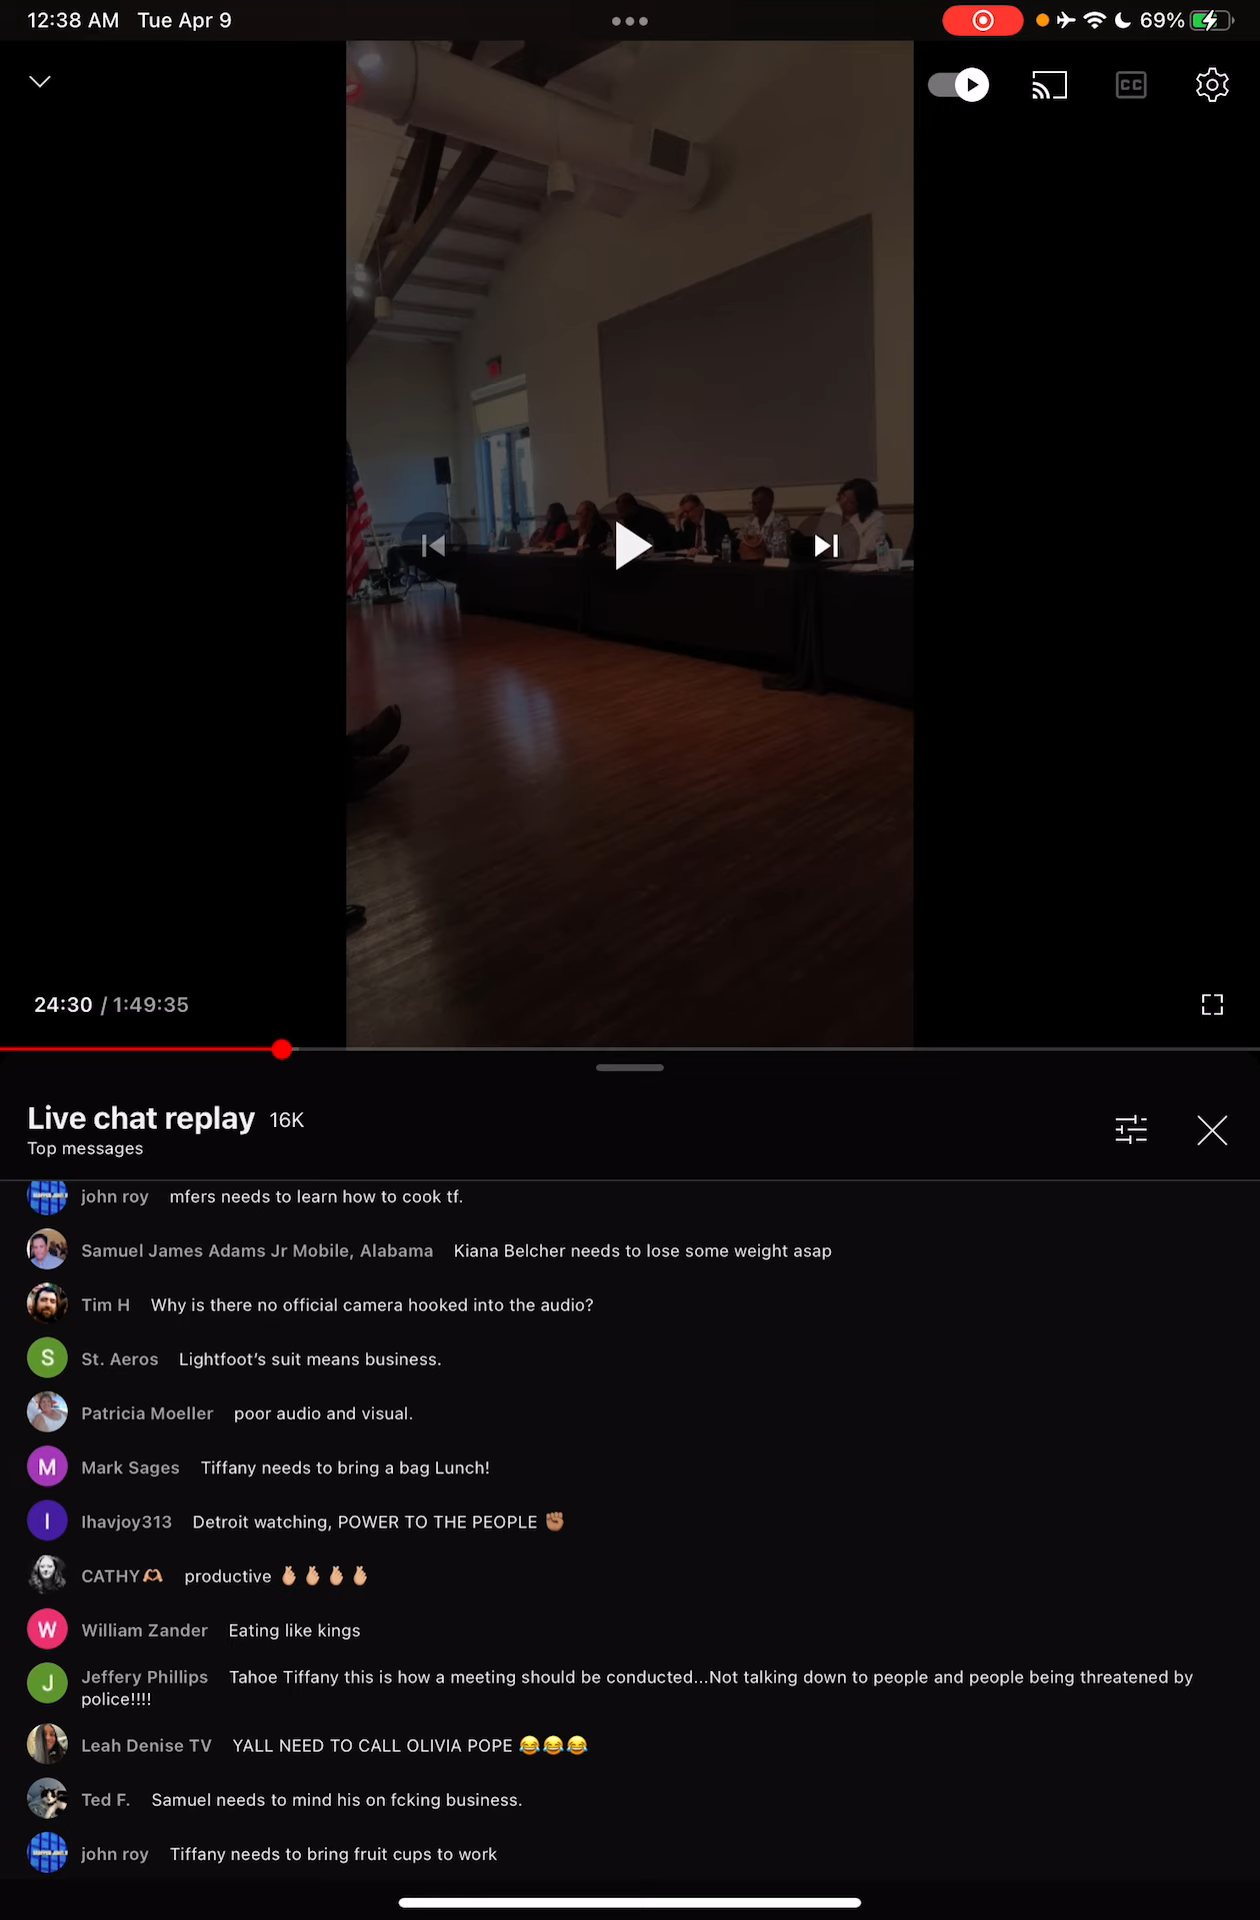 12:38 AM Tue Apr 9
69%
CC
24:30 / 1:49:35
Live chat replay 16K
Top messages
john roy mfers needs to learn how to cook tf.
Samuel James Adams Jr Mobile, Alabama Kiana Belcher needs to lose some weight asap
Tim H Why is there no official camera hooked into the audio?
S St. Aeros Lightfoot's suit means business.
Patricia Moeller poor audio and visual.
M Mark Sages Tiffany needs to bring a bag Lunch!
I Ihavjoy313 Detroit watching, POWER TO THE PEOPLE ✊🏽
CATHY🫶🏽 productive 🫰🏼🫰🏼🫰🏼🫰🏼
W William Zander Eating like kings
J Jeffery Phillips Tahoe Tiffany this is how a meeting should be conducted...Not talking down to people and people being threatened by
police!!!!
Leah Denise TV YALL NEED TO CALL OLIVIA POPE 😂😂😂
Ted F. Samuel needs to mind his on fcking business.
john roy Tiffany needs to bring fruit cups to work